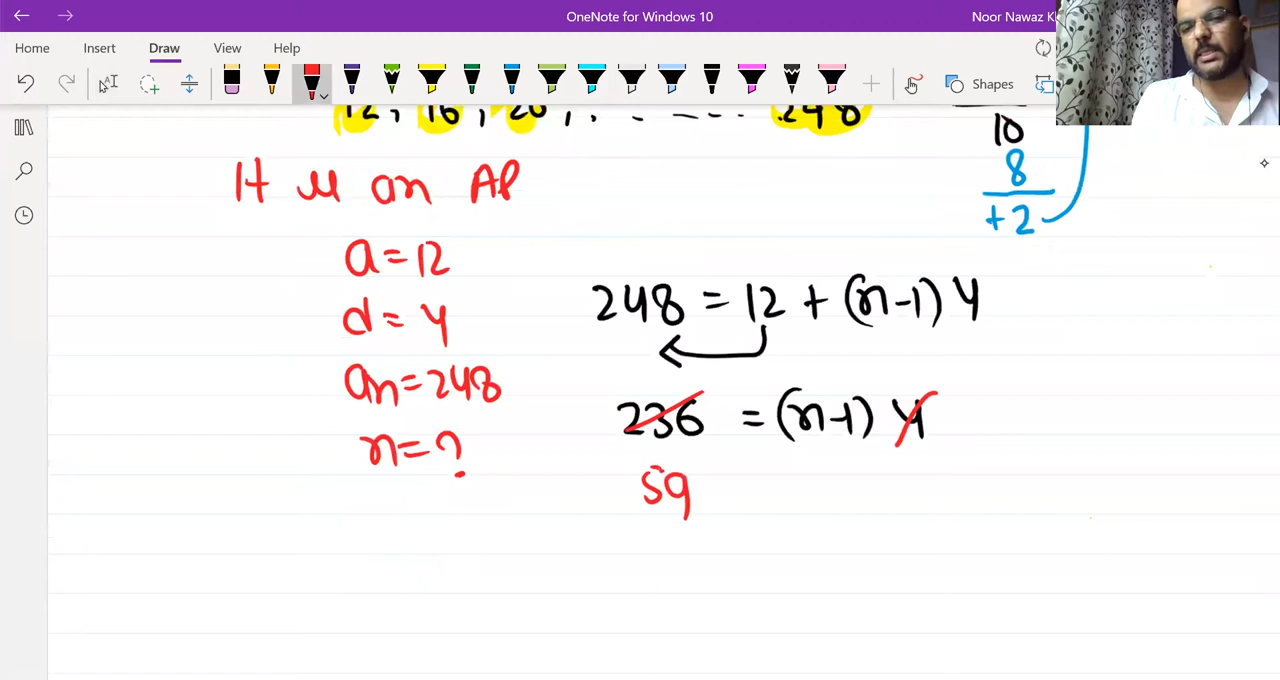 OneNote for Windows 10
Noor Nawaz K
Home Insert Draw View Help
Shapes
12, 16, 20, . . - - - . 248
10
8
+2
It is an AP
a = 12
d = 4
an = 248
n = ?
248 = 12 + (n-1) 4
236 = (n-1) 4
59